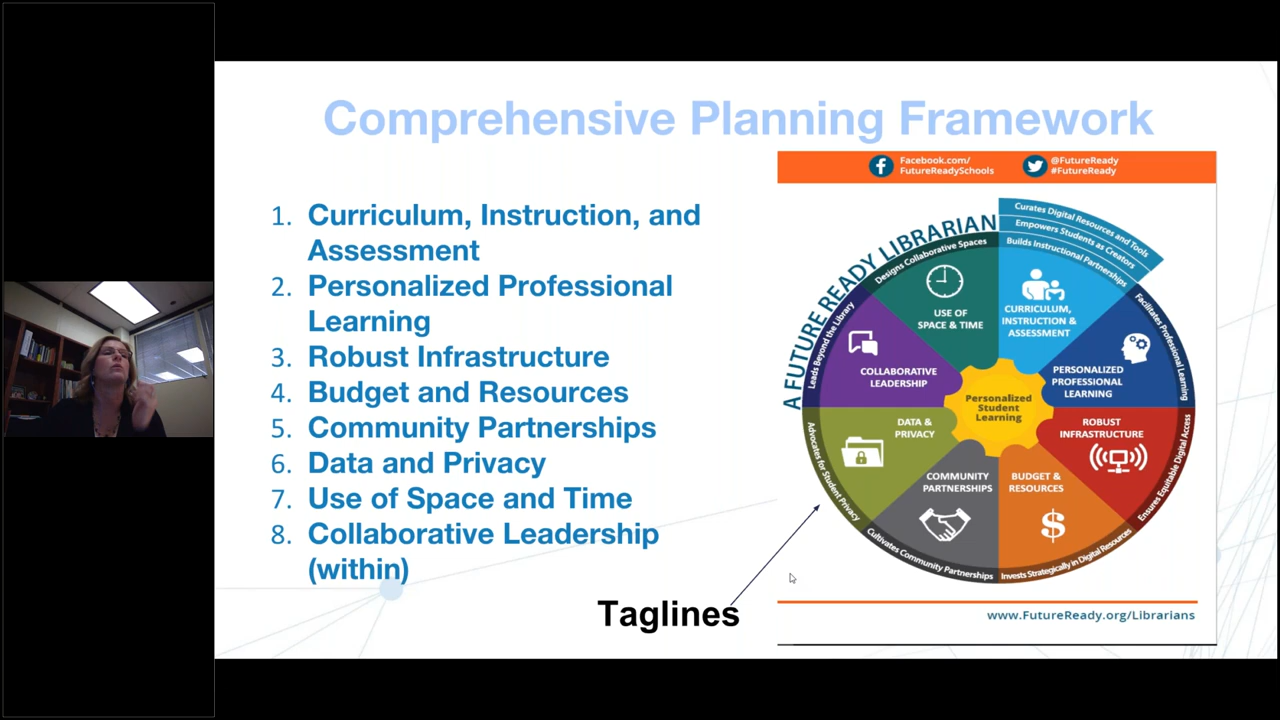 Comprehensive Planning Framework
1. Curriculum, Instruction, and
Assessment
2. Personalized Professional
Learning
3. Robust Infrastructure
4. Budget and Resources
5. Community Partnerships
6. Data and Privacy
7. Use of Space and Time
8. Collaborative Leadership
(within)
Taglines
Facebook.com/
FutureReadySchools
@FutureReady
#FutureReady
A FUTURE READY LIBRARIAN
Curates Digital Resources and Tools
Empowers Students as Creators
Builds Instructional Partnerships
CURRICULUM,
INSTRUCTION &
ASSESSMENT
Facilitates Professional Learning
PERSONALIZED
PROFESSIONAL
LEARNING
Ensures Equitable Digital Access
ROBUST
INFRASTRUCTURE
Invests Strategically in Digital Resources
BUDGET &
RESOURCES
$
Cultivates Community Partnerships
COMMUNITY
PARTNERSHIPS
Advocates for Student Privacy
DATA &
PRIVACY
Leads Beyond the Library
COLLABORATIVE
LEADERSHIP
Designs Collaborative Spaces
USE OF
SPACE & TIME
Personalized
Student
Learning
www.FutureReady.org/Librarians